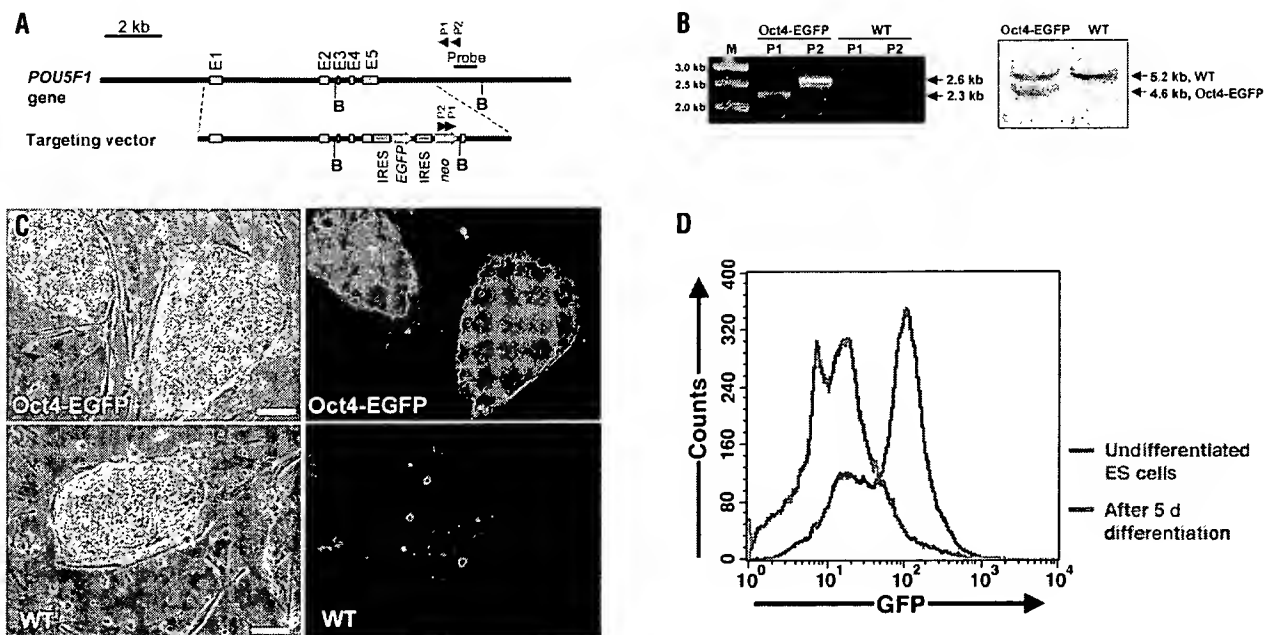 A
2 kb
E1
E2
E3
E4
E5
P1
P2
Probe
POU5F1
gene
B
B
Targeting vector
P2
P1
B
B
IRES
EGFP
IRES
neo
B
Oct4-EGFP WT
M P1 P2 P1 P2
3.0 kb
2.5 kb
2.0 kb
2.6 kb
2.3 kb
Oct4-EGFP WT
5.2 kb, WT
4.6 kb, Oct4-EGFP
C
Oct4-EGFP
Oct4-EGFP
WT
WT
D
400
320
240
160
80
0
Counts
10^0 10^1 10^2 10^3 10^4
GFP
Undifferentiated
ES cells
After 5 d
differentiation